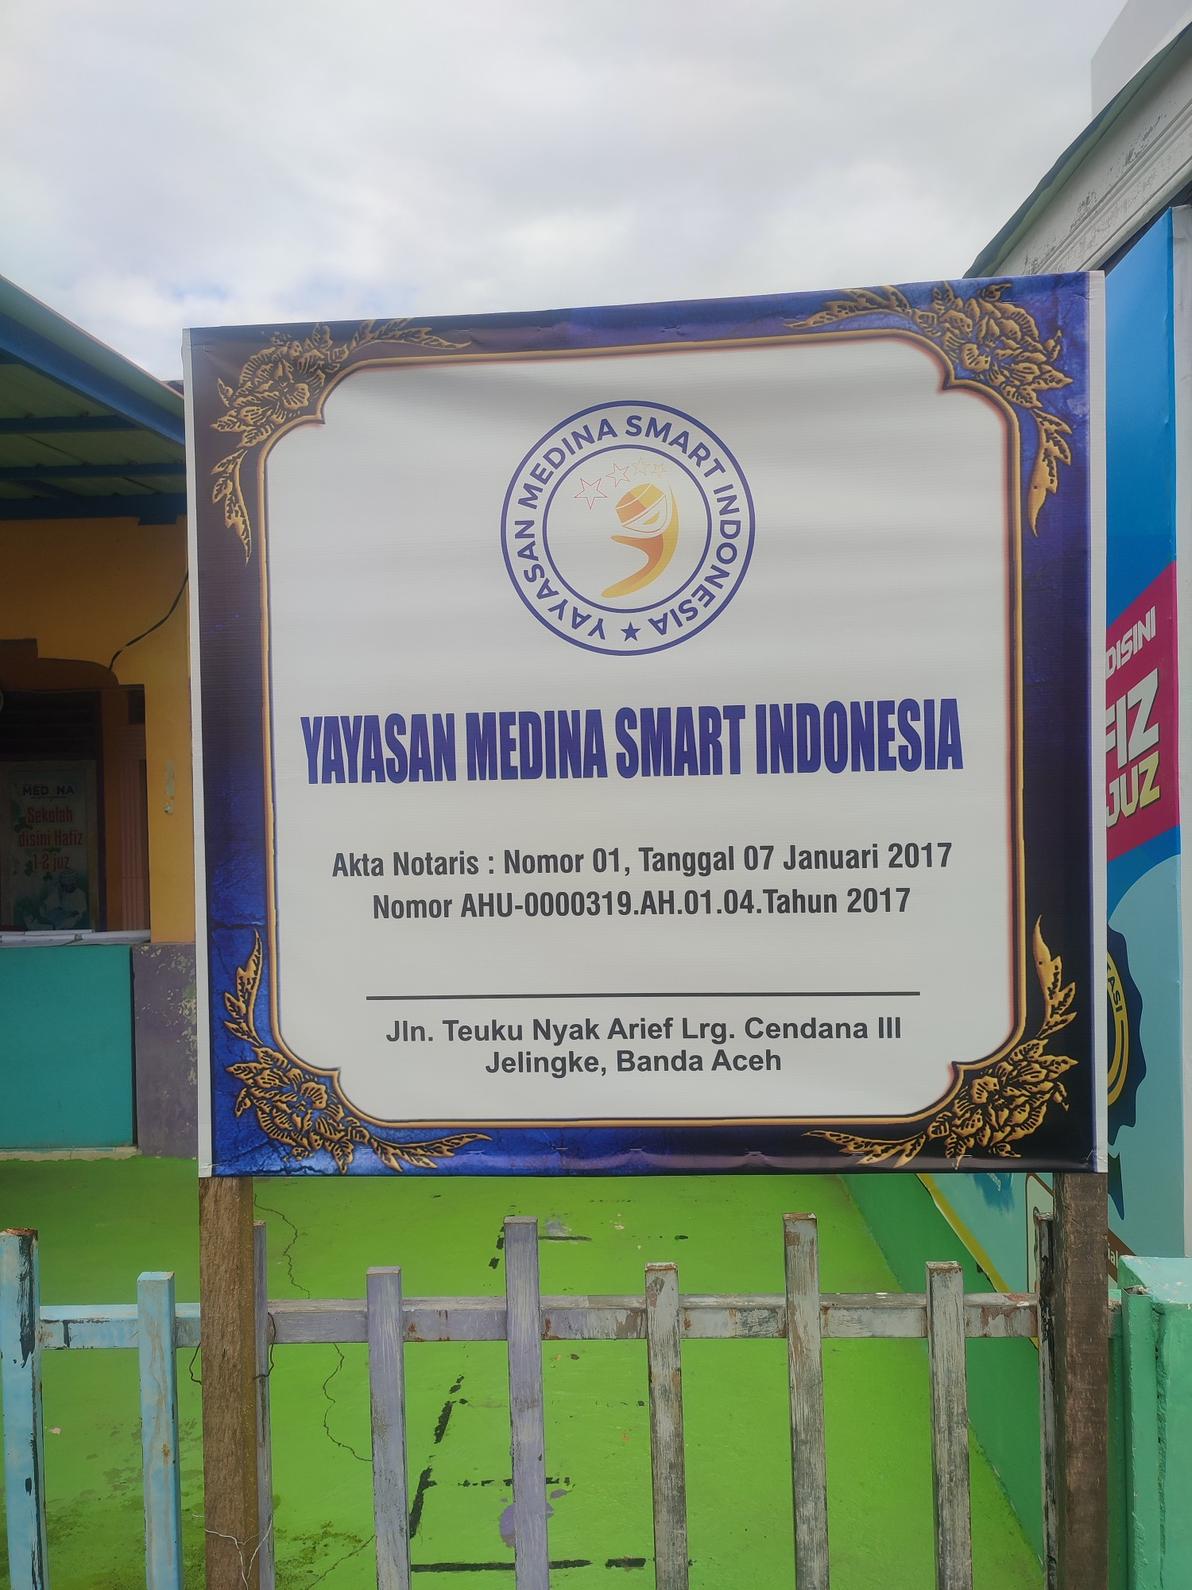 YAYASAN MEDINA SMART INDONESIA
YAYASAN MEDINA SMART INDONESIA
Akta Notaris : Nomor 01, Tanggal 07 Januari 2017
Nomor AHU-0000319.AH.01.04.Tahun 2017
Jln. Teuku Nyak Arief Lrg. Cendana III
Jelingke, Banda Aceh
MED NA
Sekolah
disini Hafiz
1-2 juz
DISINI
FIZ
JUZ